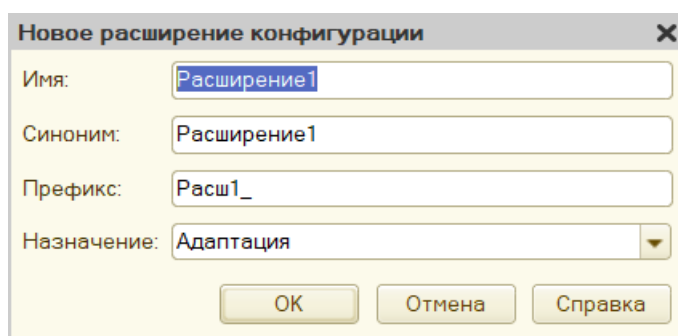 Новое расширение конфигурации
Имя: Расширение1
Синоним: Расширение1
Префикс: Расш1_
Назначение: Адаптация
OK Отмена Справка